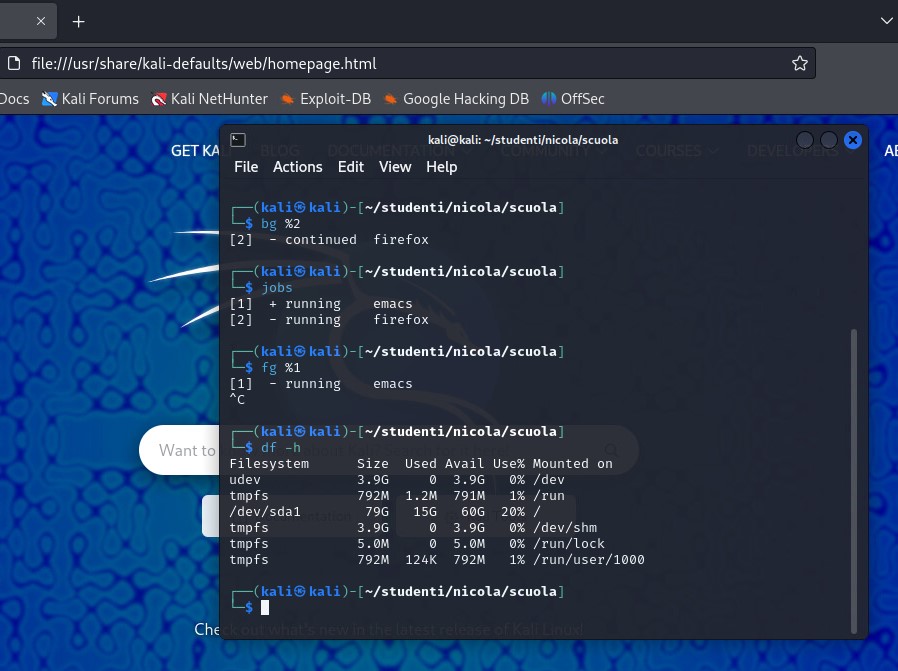 file:///usr/share/kali-defaults/web/homepage.html
Docs Kali Forums Kali NetHunter Exploit-DB Google Hacking DB OffSec
kali@kali: ~/studenti/nicola/scuola
GET KA BLOG DOCUMENTATION COMMUNITY COURSES DEVELOPERS AB
File Actions Edit View Help
┌──(kali㉿kali)-[~/studenti/nicola/scuola]
└─$ bg %2
[2]  - continued  firefox
┌──(kali㉿kali)-[~/studenti/nicola/scuola]
└─$ jobs
[1]  + running    emacs
[2]  - running    firefox
┌──(kali㉿kali)-[~/studenti/nicola/scuola]
└─$ fg %1
[1]  - running    emacs
^C
┌──(kali㉿kali)-[~/studenti/nicola/scuola]
└─$ df -h
Filesystem      Size  Used Avail Use% Mounted on
udev            3.9G     0  3.9G   0% /dev
tmpfs           792M  1.2M  791M   1% /run
/dev/sda1        79G   15G   60G  20% /
tmpfs           3.9G     0  3.9G   0% /dev/shm
tmpfs           5.0M     0  5.0M   0% /run/lock
tmpfs           792M  124K  792M   1% /run/user/1000
┌──(kali㉿kali)-[~/studenti/nicola/scuola]
└─$
Want to
Check out what's new in the latest release of Kali Linux!